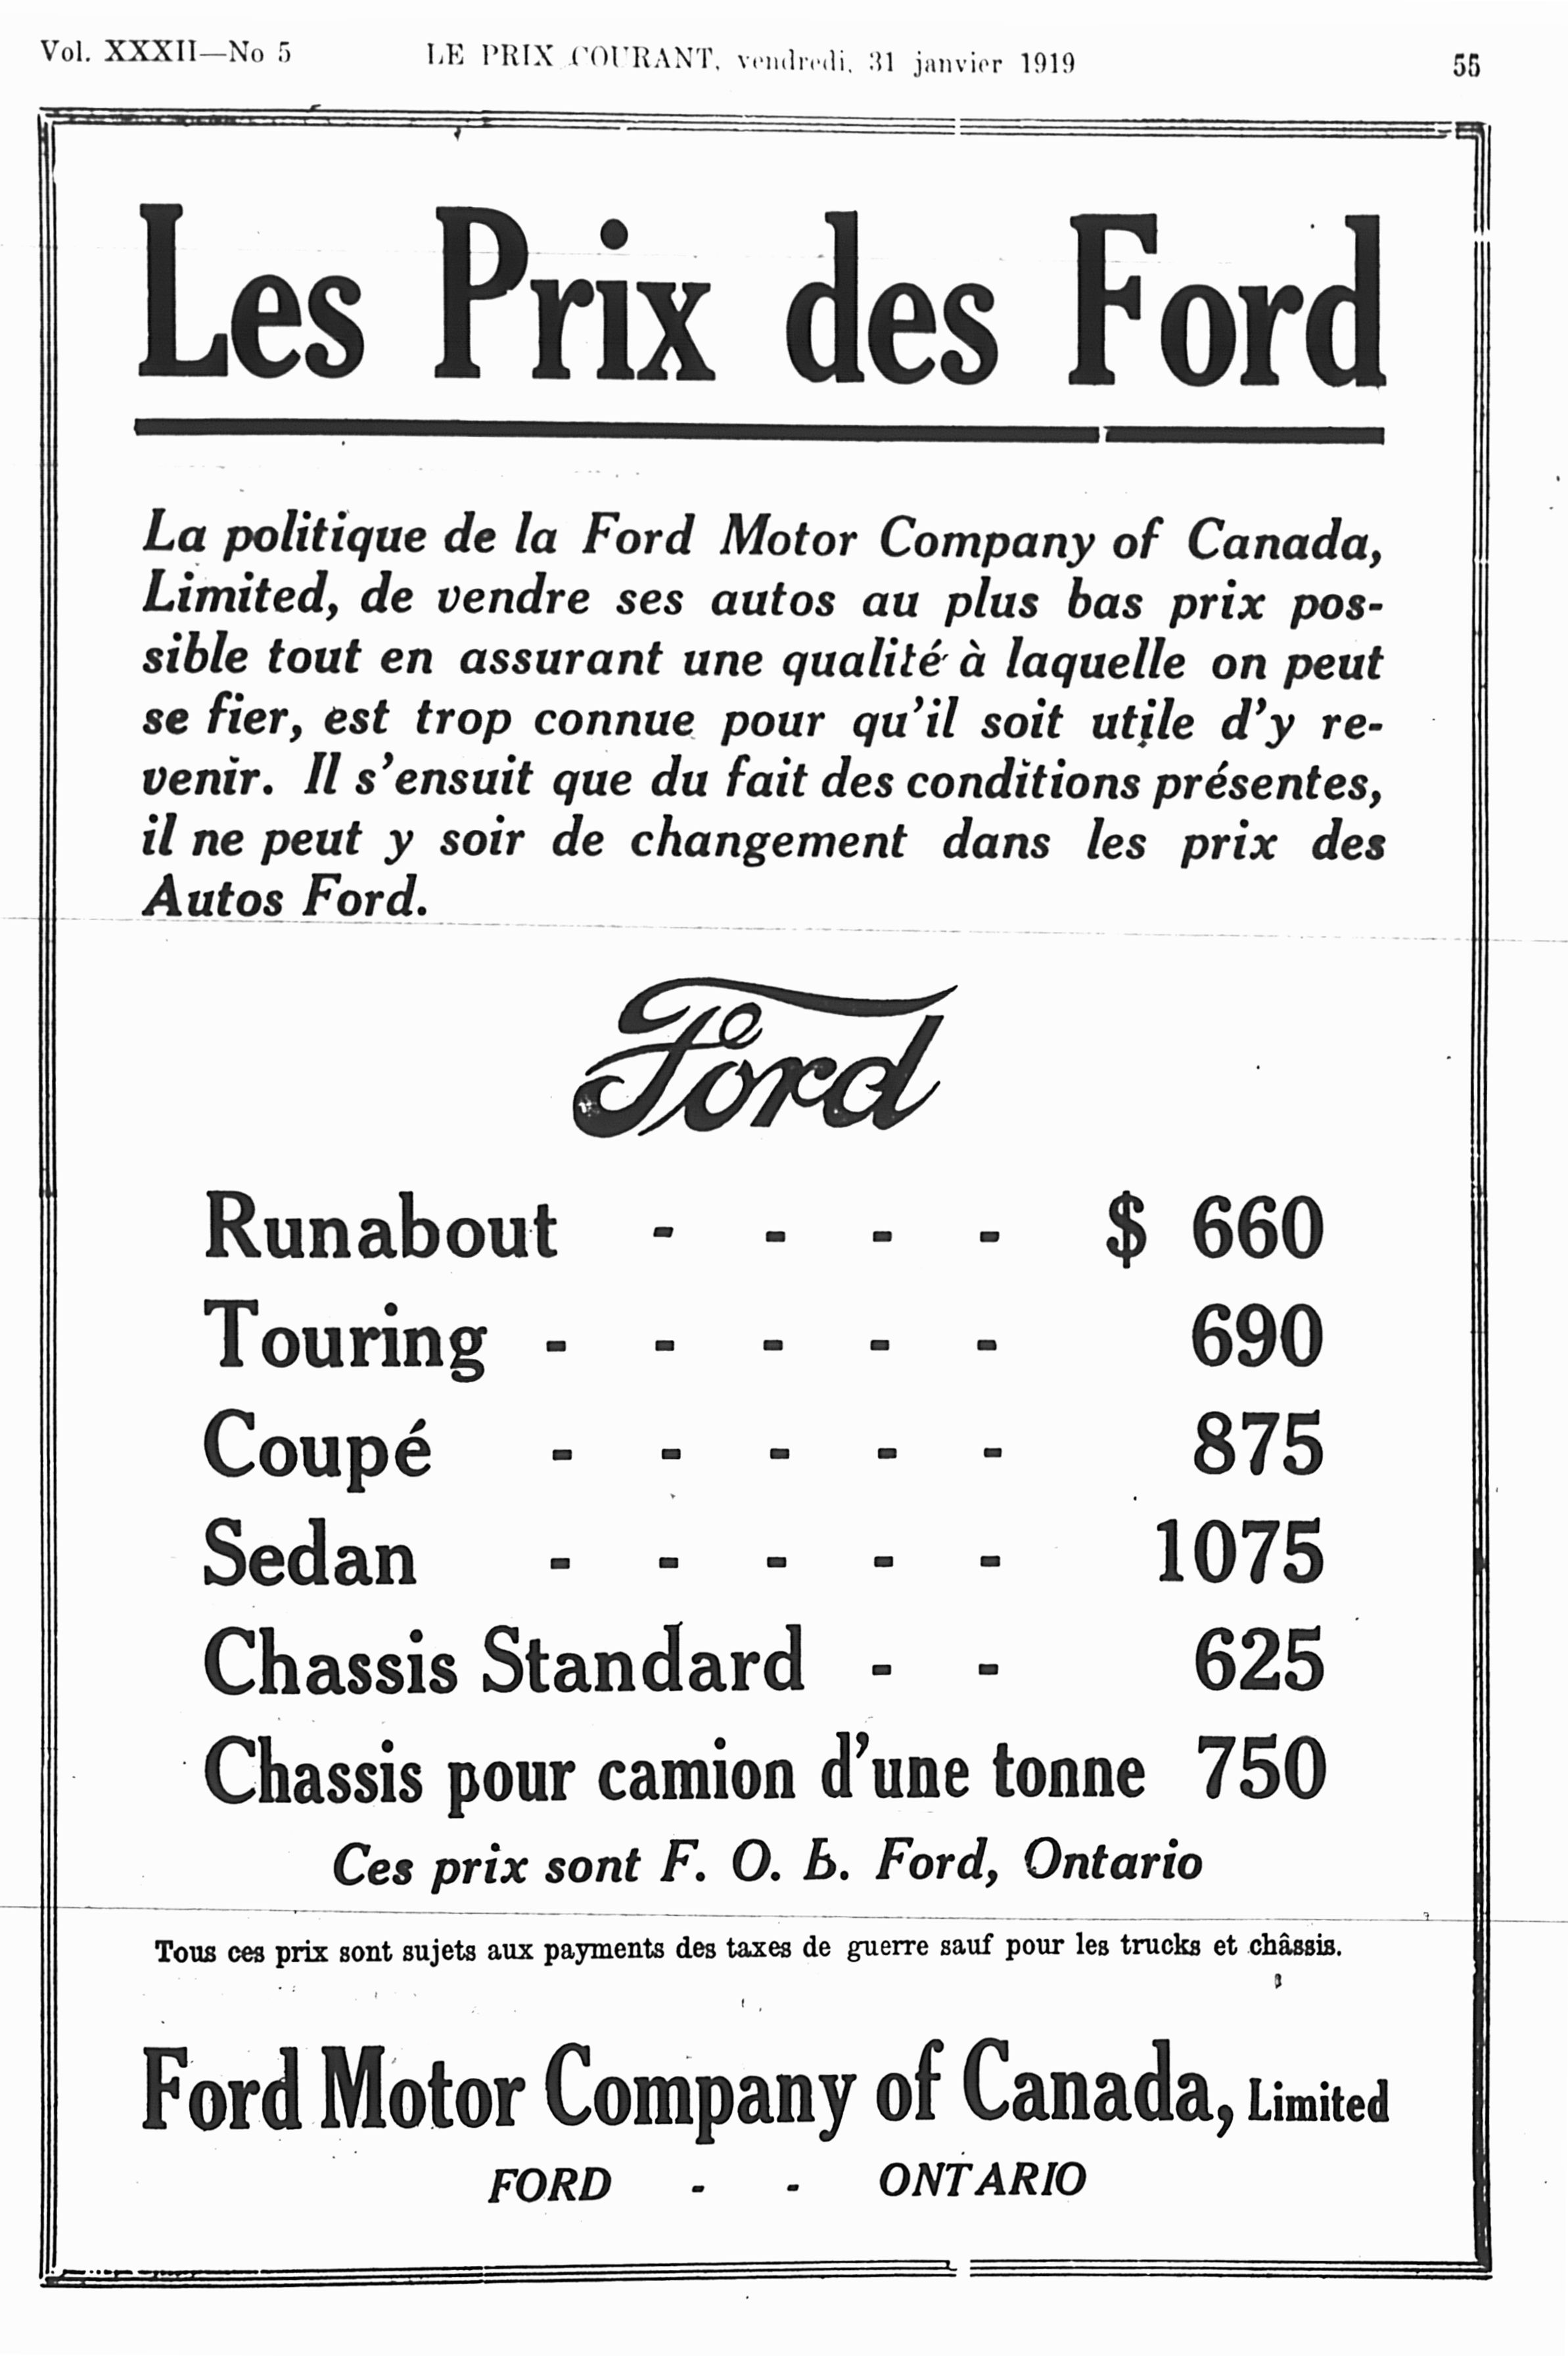 Vol. XXXII—No 5 LE PRIX COURANT, vendredi, 31 janvier 1919 55
Les Prix des Ford
La politique de la Ford Motor Company of Canada,
Limited, de vendre ses autos au plus bas prix pos-
sible tout en assurant une qualité à laquelle on peut
se fier, est trop connue pour qu'il soit utile d'y re-
venir. Il s'ensuit que du fait des conditions présentes,
il ne peut y soir de changement dans les prix des
Autos Ford.
Ford
Runabout - - - - $ 660
Touring - - - - - 690
Coupé - - - - - 875
Sedan - - - - - 1075
Chassis Standard - - 625
Chassis pour camion d'une tonne 750
Ces prix sont F. O. B. Ford, Ontario
Tous ces prix sont sujets aux payments des taxes de guerre sauf pour les trucks et châssis.
Ford Motor Company of Canada, Limited
FORD - - ONTARIO